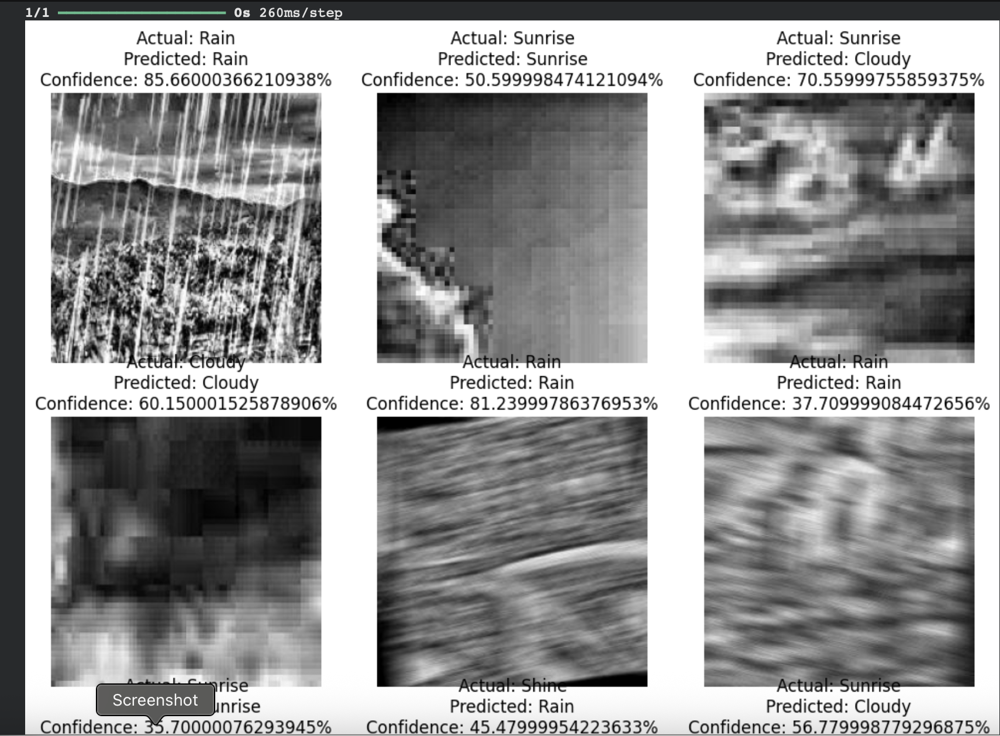 1/1 0s 260ms/step
Actual: Rain
Predicted: Rain
Confidence: 85.66000366210938%
Actual: Sunrise
Predicted: Sunrise
Confidence: 50.599998474121094%
Actual: Sunrise
Predicted: Cloudy
Confidence: 70.55999755859375%
Actual: Cloudy
Predicted: Cloudy
Confidence: 60.150001525878906%
Actual: Rain
Predicted: Rain
Confidence: 81.23999786376953%
Actual: Rain
Predicted: Rain
Confidence: 37.709999084472656%
Actual: Sunrise
unrise
Confidence: 35.70000076293945%
Screenshot
Actual: Shine
Predicted: Rain
Confidence: 45.47999954223633%
Actual: Sunrise
Predicted: Cloudy
Confidence: 56.779998779296875%